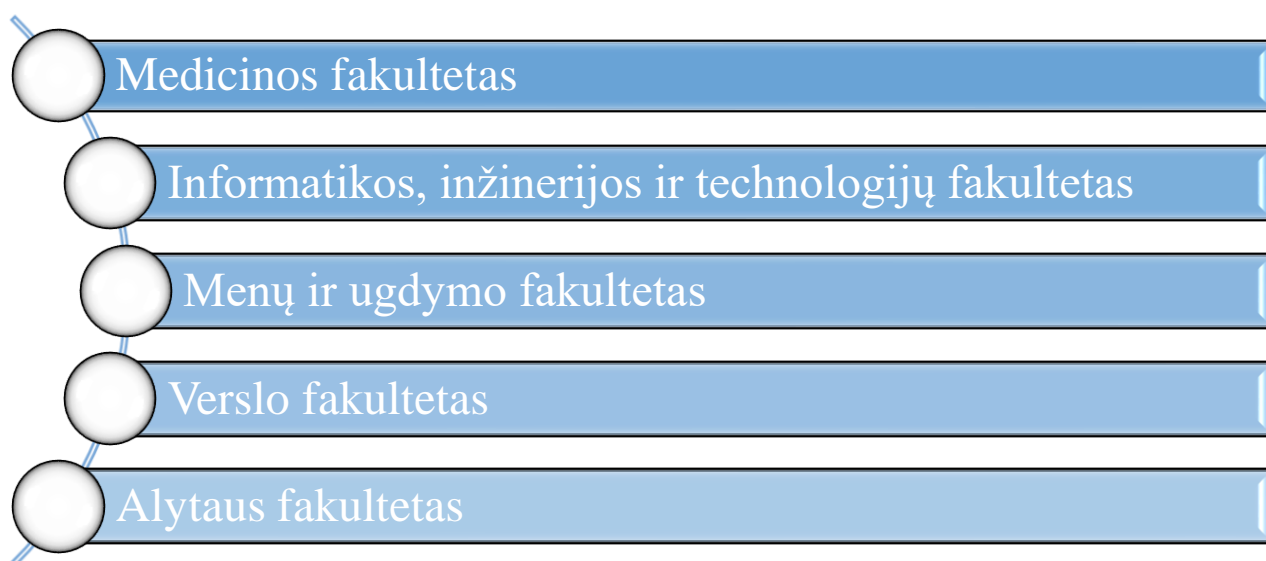 Medicinos fakultetas
Informatikos, inžinerijos ir technologijų fakultetas
Menų ir ugdymo fakultetas
Verslo fakultetas
Alytaus fakultetas